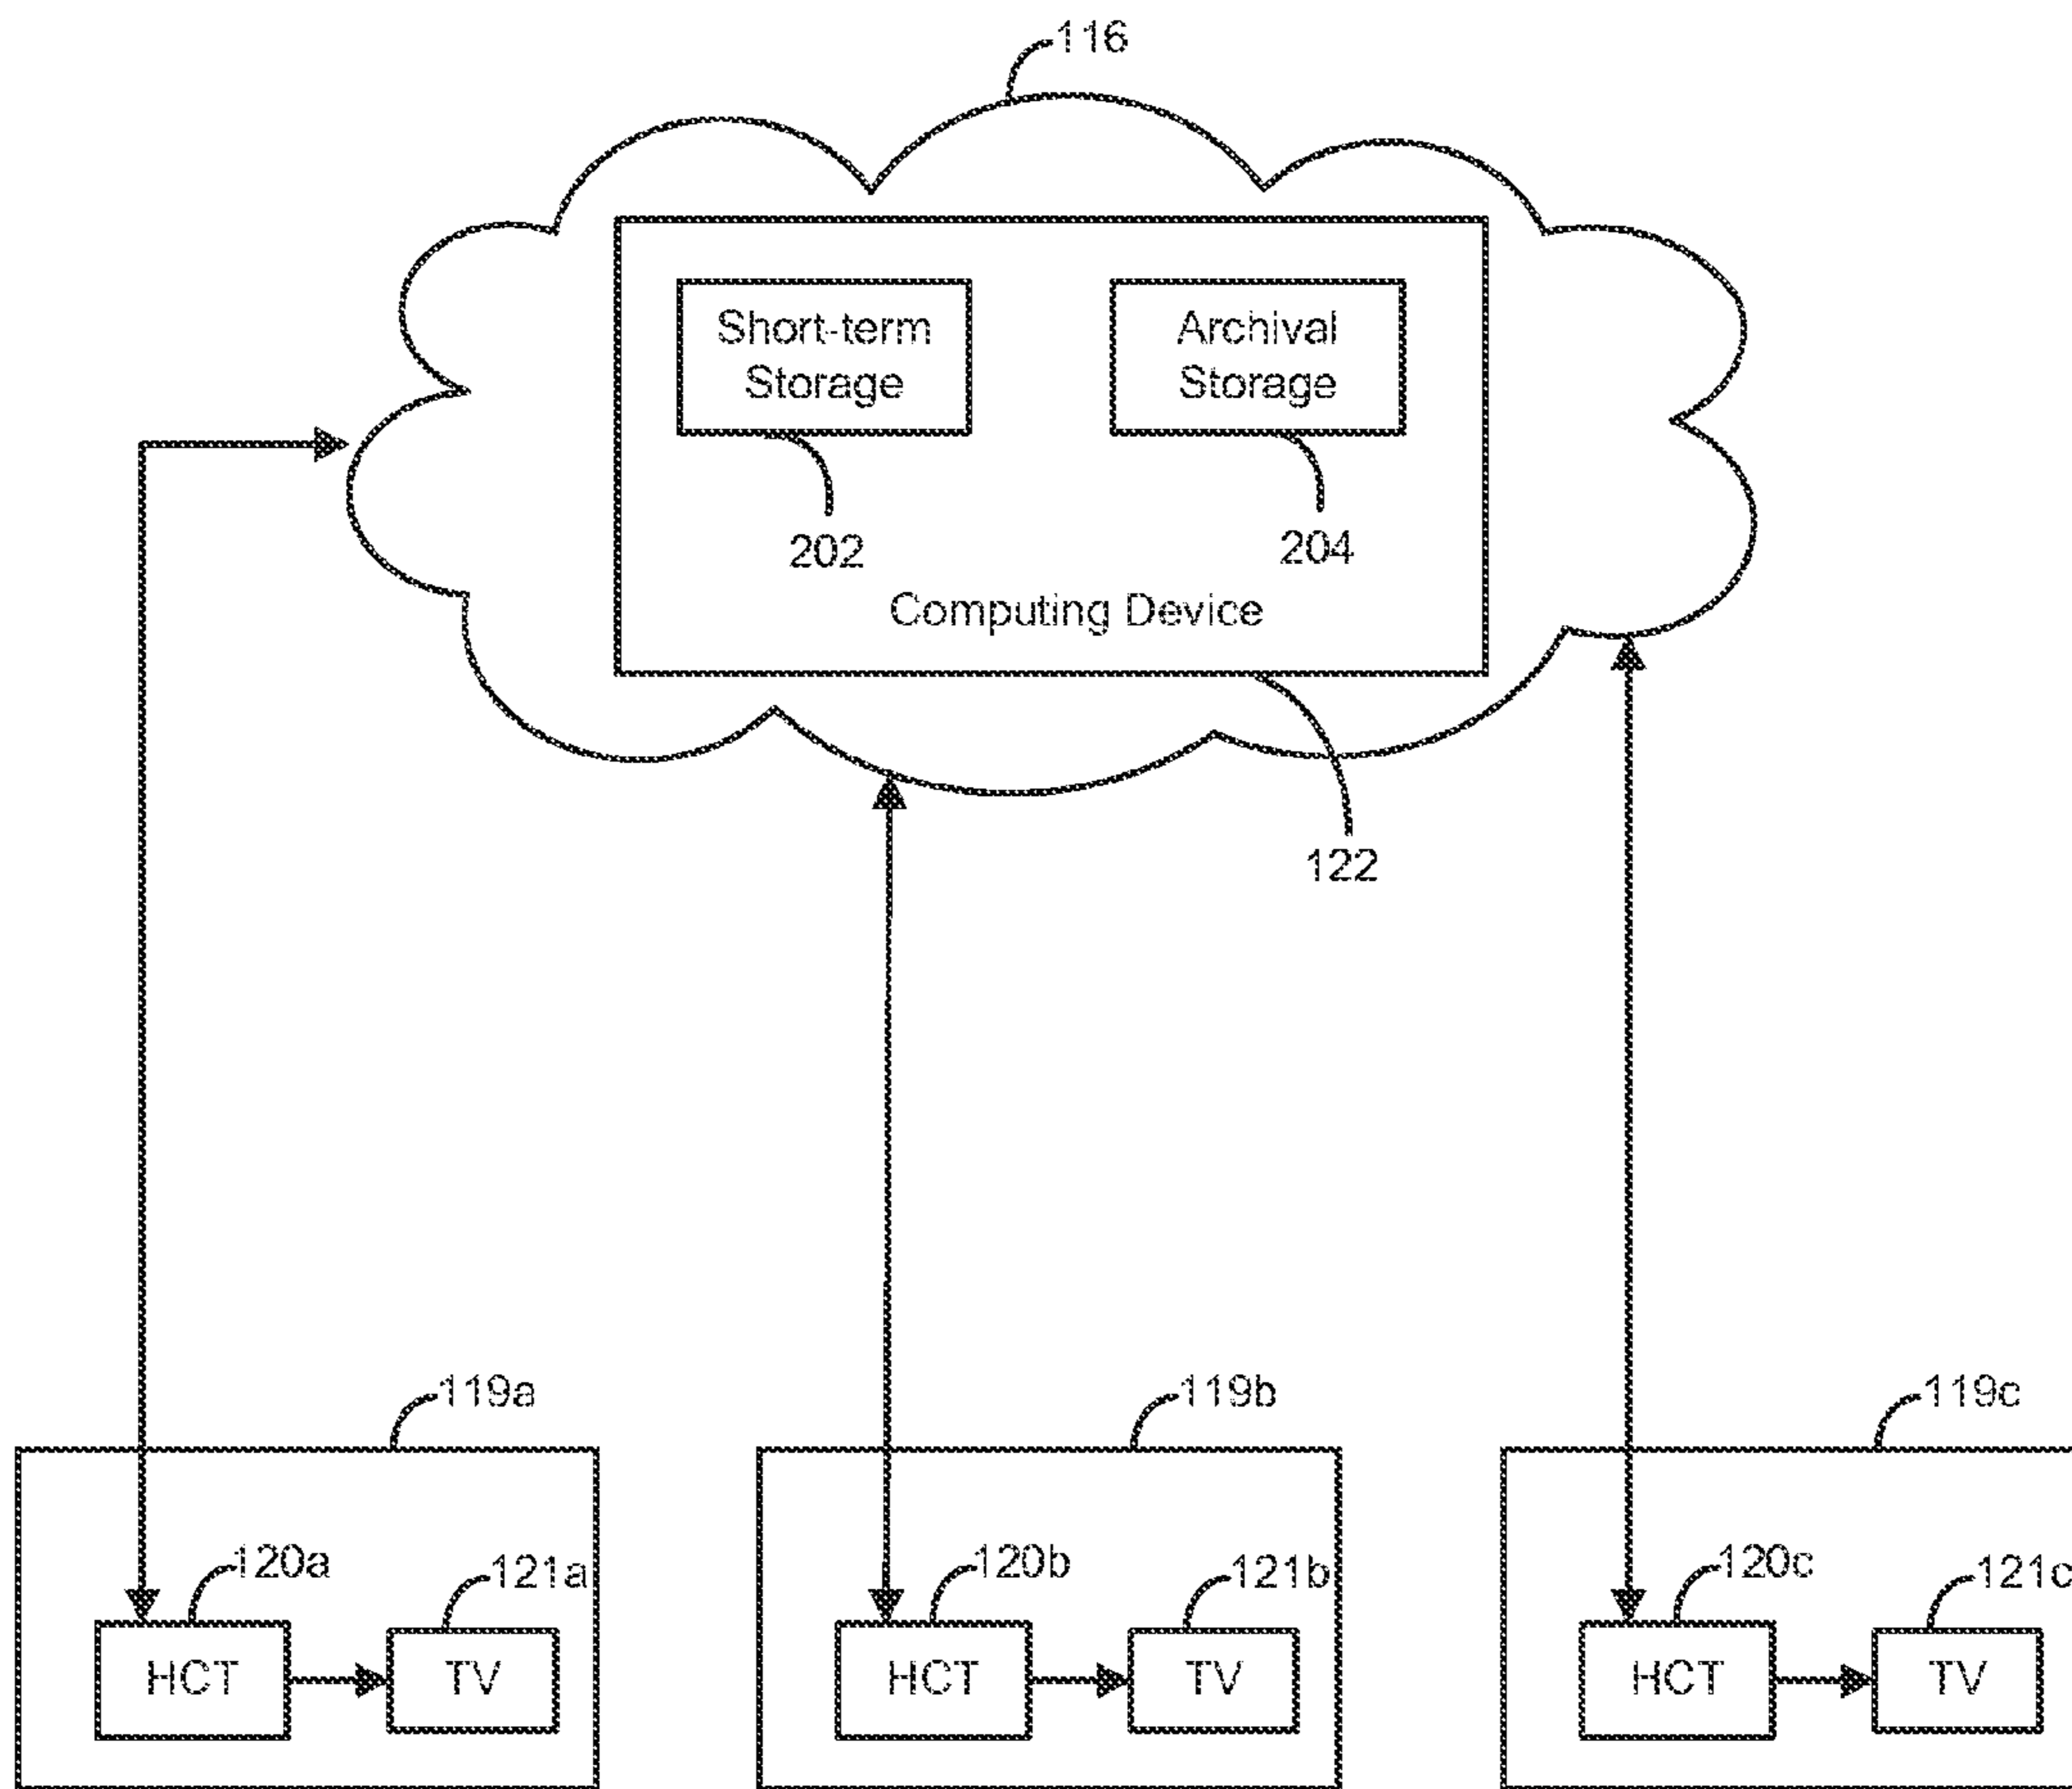 116
Short-term
Storage
Archival
Storage
202
204
Computing Device
122
119a
119b
119c
120a
121a
120b
121b
120c
121c
HCT
TV
HCT
TV
HCT
TV